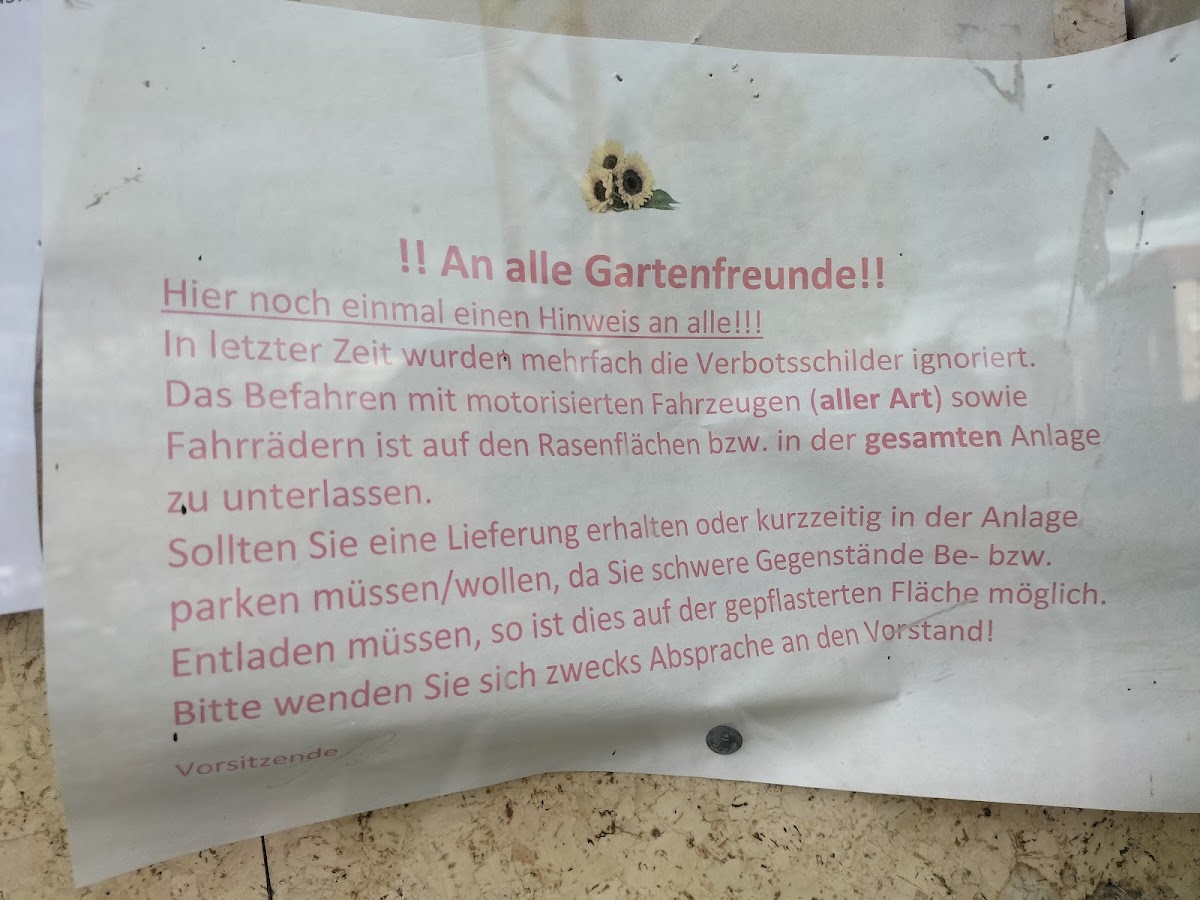 !! An alle Gartenfreunde!!
Hier noch einmal einen Hinweis an alle!!!
In letzter Zeit wurden mehrfach die Verbotsschilder ignoriert.
Das Befahren mit motorisierten Fahrzeugen (aller Art) sowie
Fahrrädern ist auf den Rasenflächen bzw. in der gesamten Anlage
zu unterlassen.
Sollten Sie eine Lieferung erhalten oder kurzzeitig in der Anlage
parken müssen/wollen, da Sie schwere Gegenstände Be- bzw.
Entladen müssen, so ist dies auf der gepflasterten Fläche möglich.
Bitte wenden Sie sich zwecks Absprache an den Vorstand!
Vorsitzende